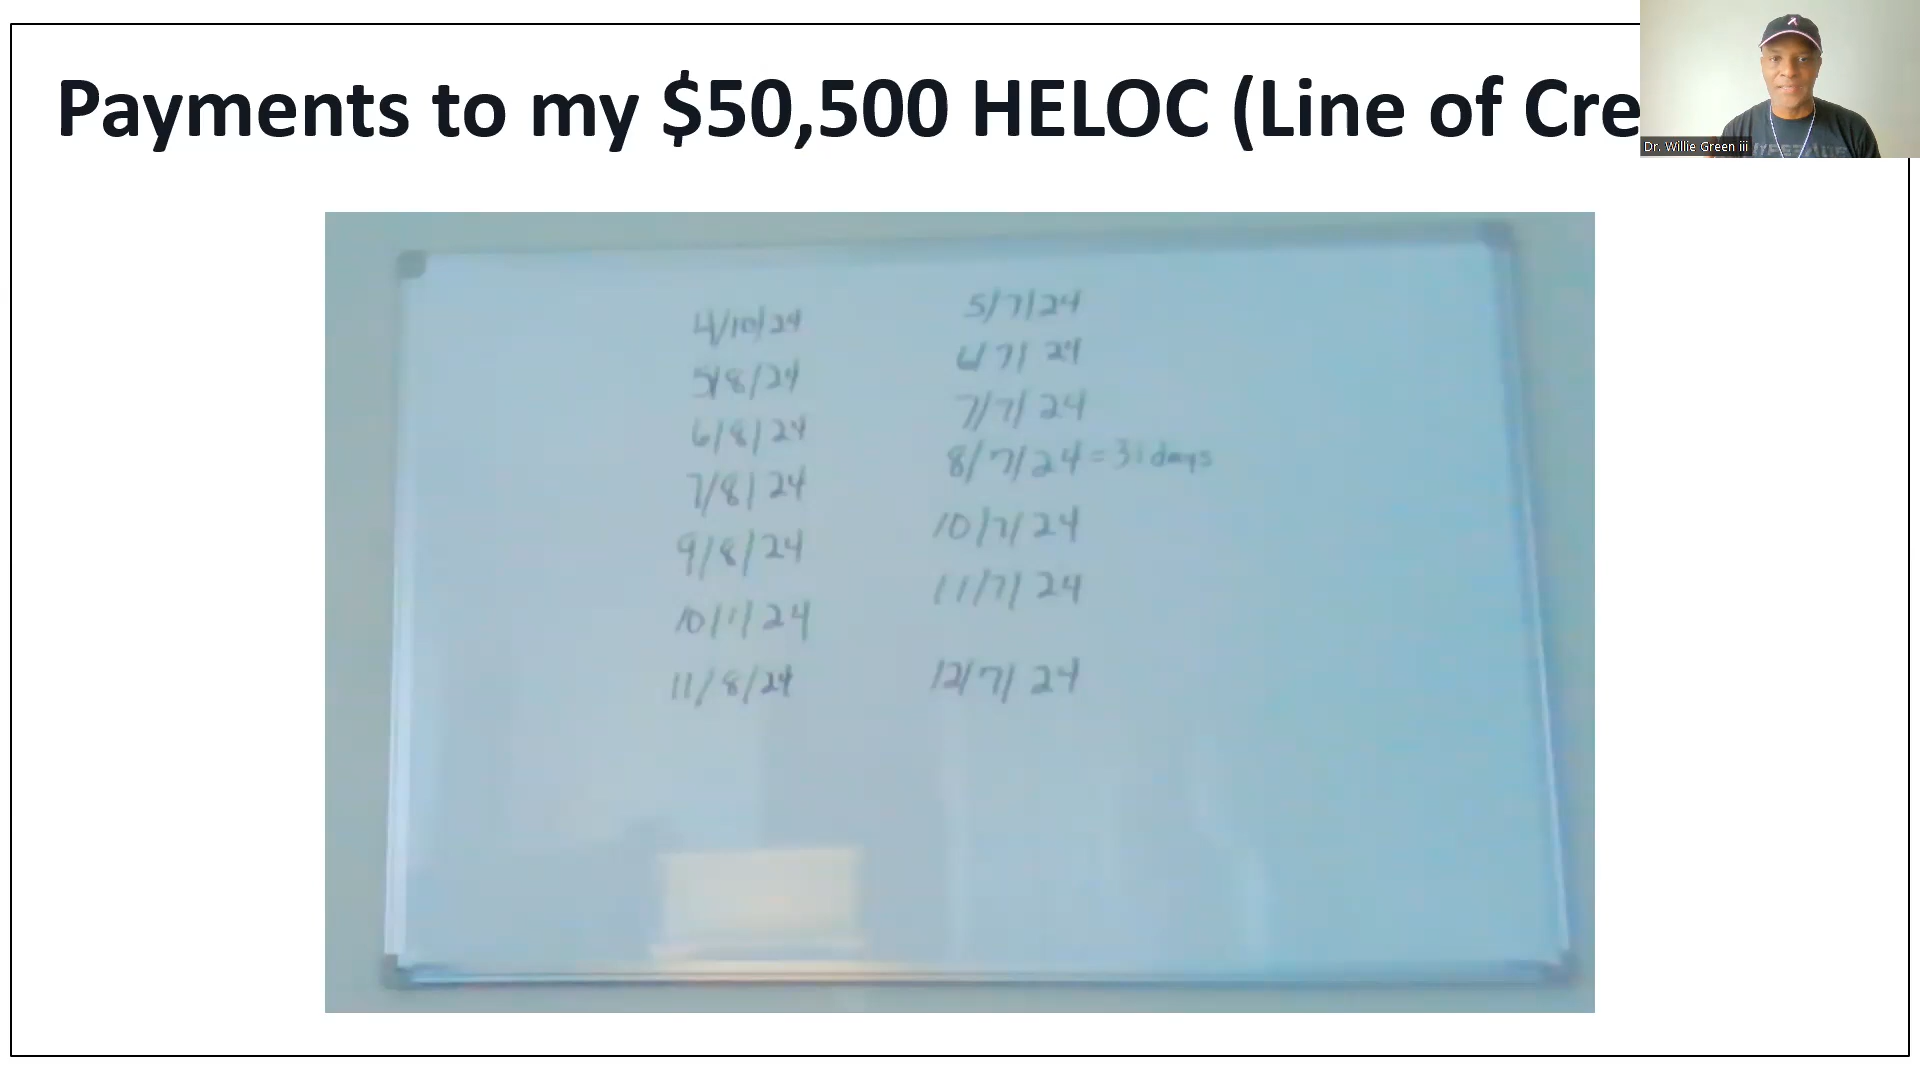 Payments to my $50,500 HELOC (Line of Cre
Dr. Willie Green iii
4/10/24 5/7/24
5/8/24 6/7/24
6/8/24 7/7/24
7/8/24 8/7/24 = 31 days
9/8/24 10/7/24
10/1/24 11/7/24
11/8/24 12/7/24